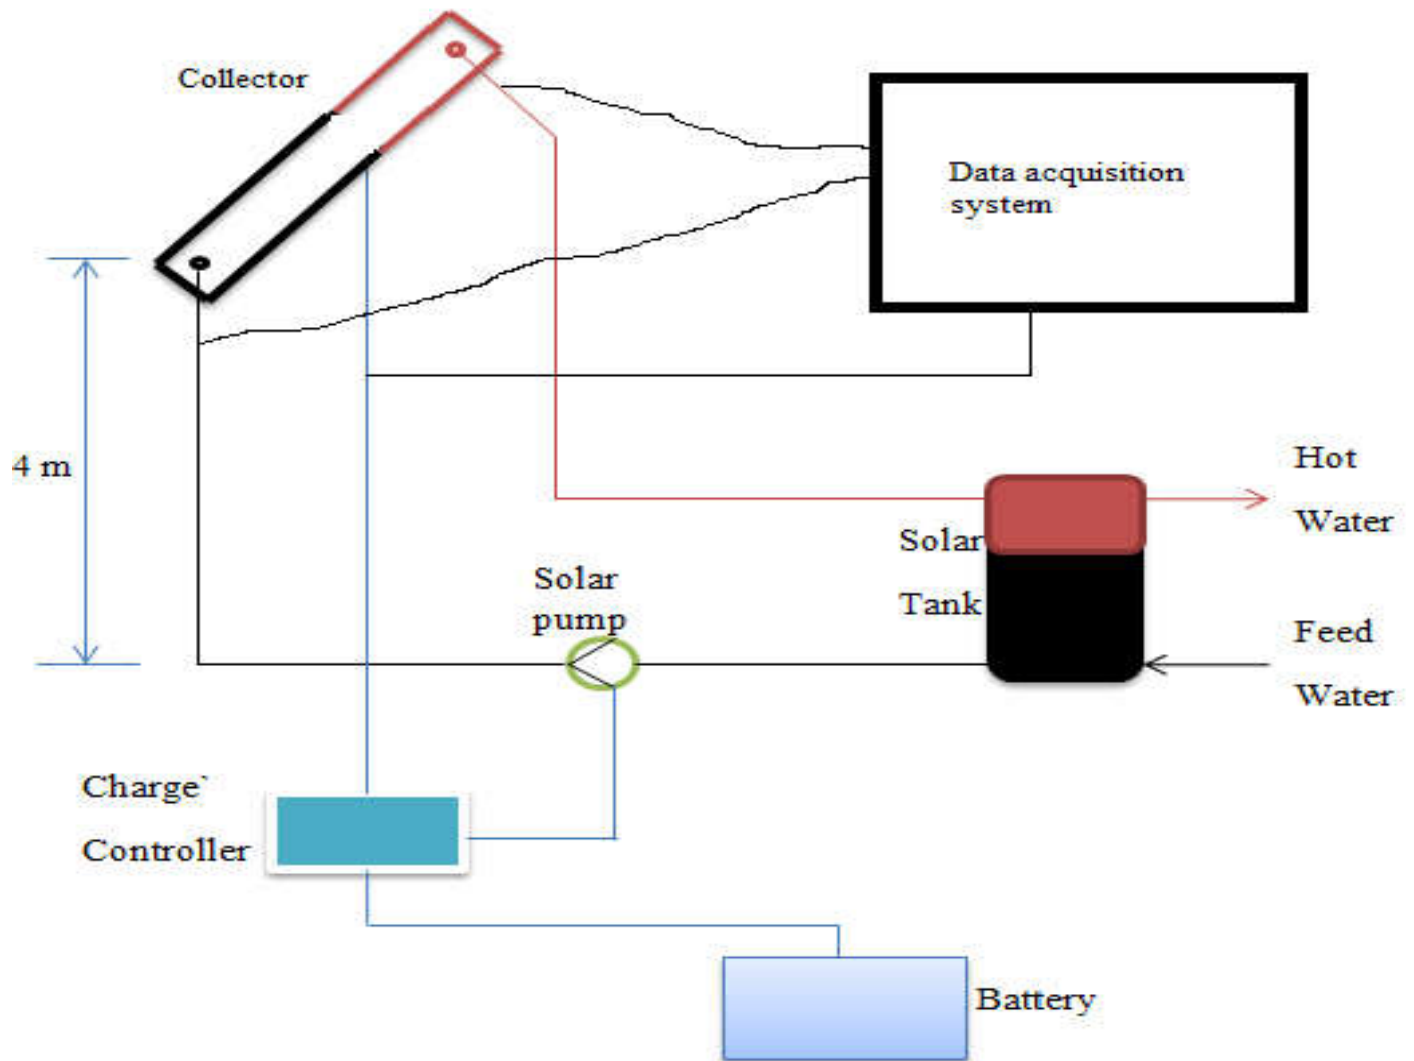 Collector
Data acquisition
system
4 m
Hot
Water
Solar
Tank
Solar
pump
Feed
Water
Charge`
Controller
Battery